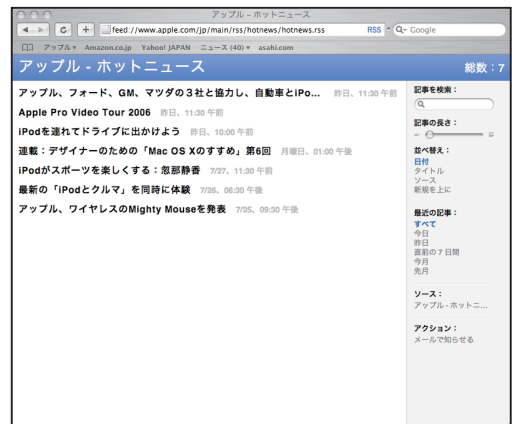 アップル - ホットニュース
feed://www.apple.com/jp/main/rss/hotnews/hotnews.rss RSS Google
アップル▼ Amazon.co.jp Yahoo! JAPAN ニュース (40)▼ asahi.com
アップル - ホットニュース 総数：7
アップル、フォード、GM、マツダの３社と協力し、自動車とiPo... 昨日、11:30 午前
Apple Pro Video Tour 2006 昨日、11:30 午前
iPodを連れてドライブに出かけよう 昨日、10:00 午前
連載：デザイナーのための「Mac OS Xのすすめ」第6回 月曜日、01:00 午後
iPodがスポーツを楽しくする：忽那静香 7/27、11:30 午前
最新の「iPodとクルマ」を同時に体験 7/26、06:30 午後
アップル、ワイヤレスのMighty Mouseを発表 7/25、09:30 午後
記事を検索：
記事の長さ：
並べ替え：
日付
タイトル
ソース
新規を上に
最近の記事：
すべて
今日
昨日
直前の 7 日間
今月
先月
ソース：
アップル - ホットニ...
アクション：
メールで知らせる